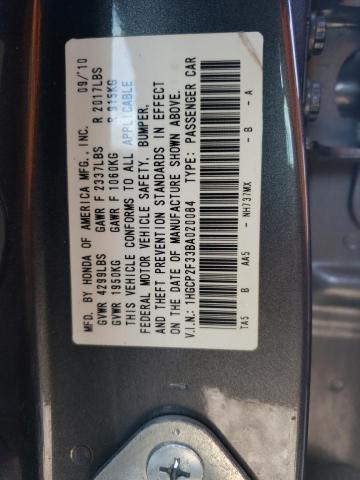 MFD. BY HONDA OF AMERICA MFG., INC. 09/10
GVWR 4299LBS GAWR F 2337LBS R 2017LBS
GVWR 1950KG GAWR F 1060KG R 915KG
THIS VEHICLE CONFORMS TO ALL APPLICABLE
FEDERAL MOTOR VEHICLE SAFETY, BUMPER,
AND THEFT PREVENTION STANDARDS IN EFFECT
ON THE DATE OF MANUFACTURE SHOWN ABOVE.
V.I.N.: 1HGCP2F33BA020084 TYPE: PASSENGER CAR
TA5 B AA5 - NH737MX - B - A